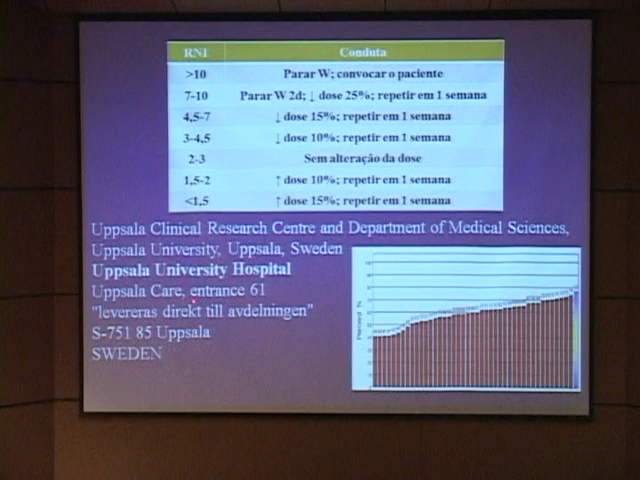 RNI Conduta
>10 Parar W; convocar o paciente
7-10 Parar W 2d; ↓ dose 25%; repetir em 1 semana
4,5-7 ↓ dose 15%; repetir em 1 semana
3-4,5 ↓ dose 10%; repetir em 1 semana
2-3 Sem alteração da dose
1,5-2 ↑ dose 10%; repetir em 1 semana
<1,5 ↑ dose 15%; repetir em 1 semana
Uppsala Clinical Research Centre and Department of Medical Sciences,
Uppsala University, Uppsala, Sweden
Uppsala University Hospital
Uppsala Care, entrance 61
"levereras direkt till avdelningen"
S-751 85 Uppsala
SWEDEN
Percent %